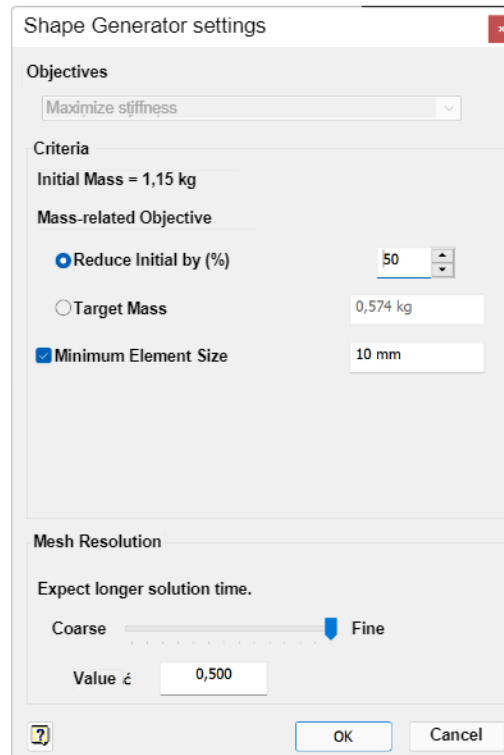 Shape Generator settings
Objectives
Maximize stiffness
Criteria
Initial Mass = 1,15 kg
Mass-related Objective
Reduce Initial by (%) 50
Target Mass 0,574 kg
Minimum Element Size 10 mm
Mesh Resolution
Expect longer solution time.
Coarse Fine
Value ć 0,500
OK Cancel